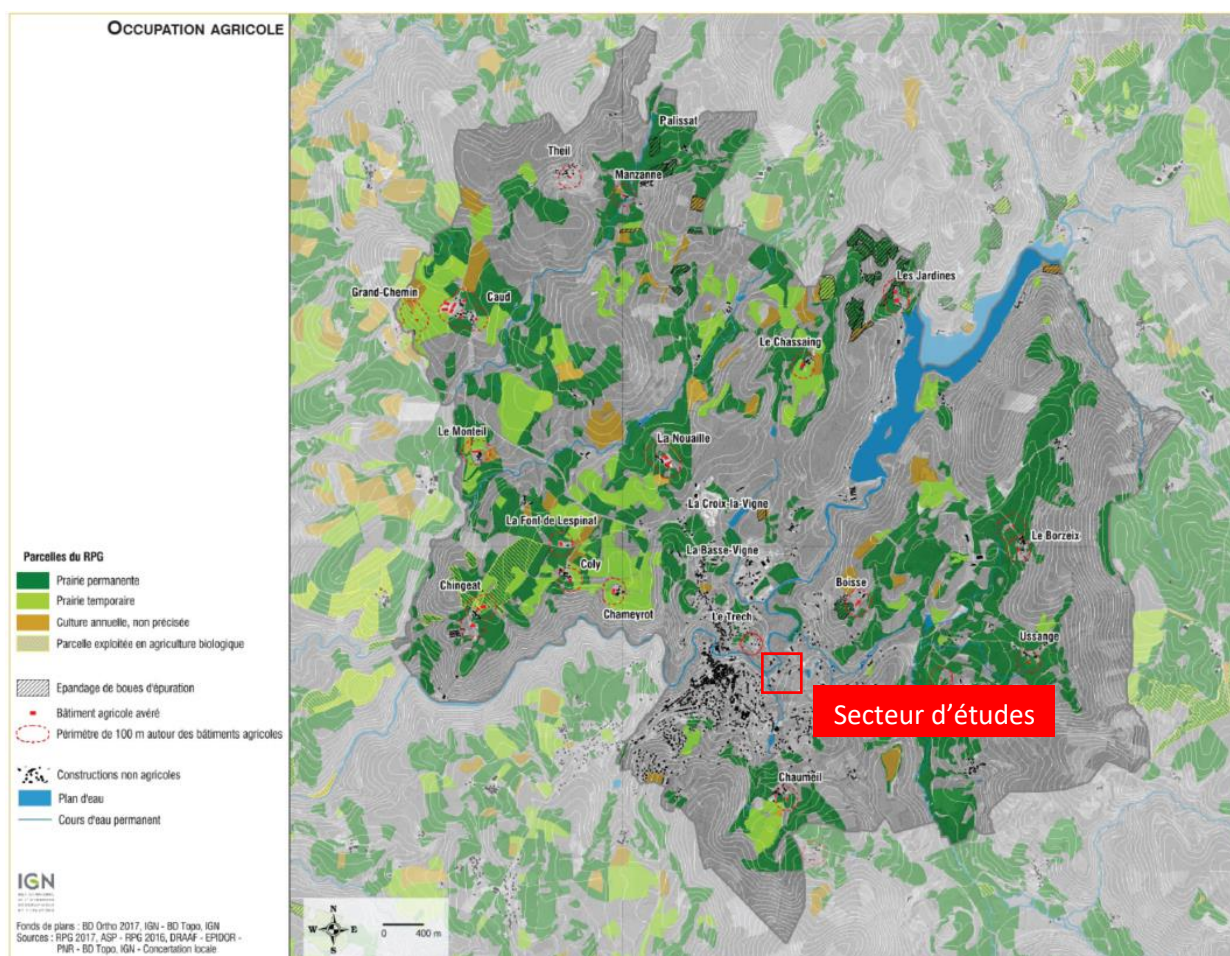 OCCUPATION AGRICOLE
Palissat
Theil
Manzanne
Les Jardines
Grand-Chemin
Caud
Le Chassaing
Le Monteil
La Nouaille
La Croix-la-Vigne
La Font de Lespinat
Le Borzeix
La Basse-Vigne
Coly
Boisse
Chingeat
Chameyrot
Le Trech
Ussange
Secteur d'études
Chaumeil
Parcelles du RPG
Prairie permanente
Prairie temporaire
Culture annuelle, non précisée
Parcelle exploitée en agriculture biologique
Epandage de boues d'épuration
Bâtiment agricole avéré
Périmètre de 100 m autour des bâtiments agricoles
Constructions non agricoles
Plan d'eau
Cours d'eau permanent
IGN
Fonds de plans : BD Ortho 2017, IGN - BD Topo, IGN
Sources : RPG 2017, ASP - RPG 2016, DRAAF - EPIDOR -
PNR - BD Topo, IGN - Concertation locale
N
W E
S
0 400 m